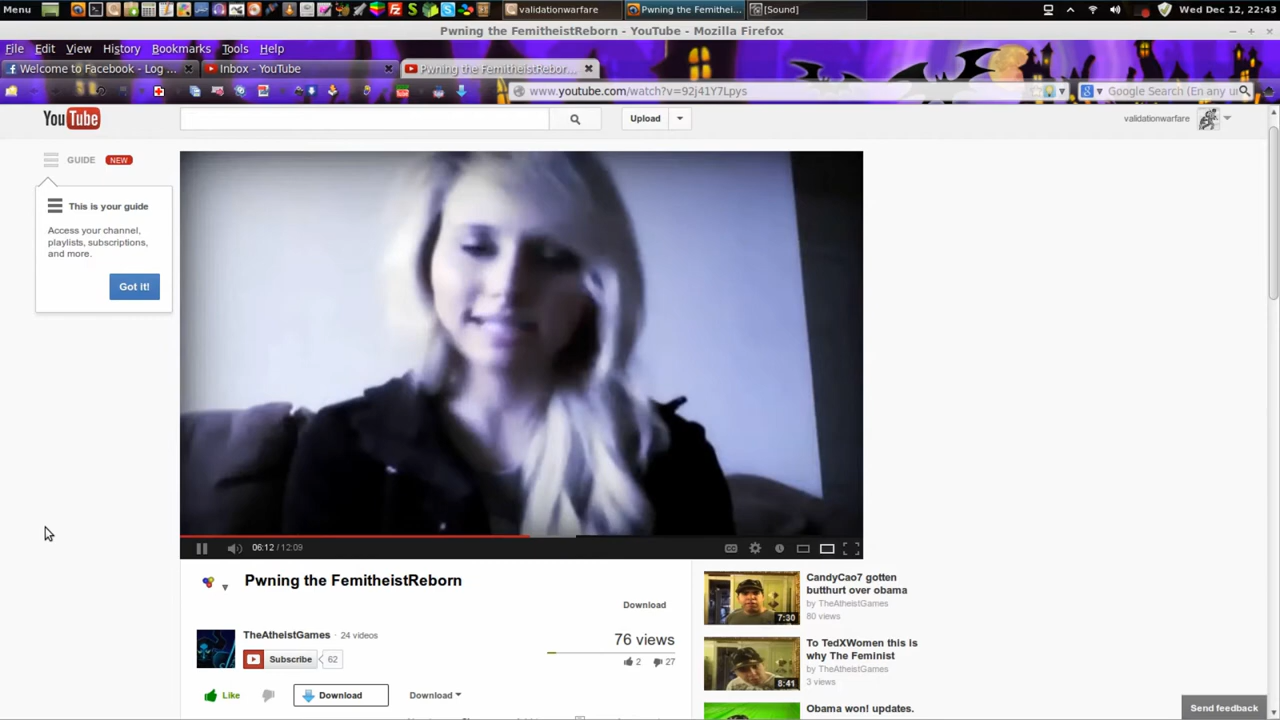 Menu
validationwarfare
Pwning the Femithei...
[Sound]
Wed Dec 12, 22:43
Pwning the FemitheistReborn - YouTube - Mozilla Firefox
File Edit View History Bookmarks Tools Help
Welcome to Facebook - Log ...
Inbox - YouTube
Pwning the FemitheistRebor...
www.youtube.com/watch?v=92j41Y7Lpys
Google Search (En any ur
YouTube
Upload
validationwarfare
GUIDE NEW
This is your guide
Access your channel,
playlists, subscriptions,
and more.
Got it!
06:12 / 12:09
CC
Pwning the FemitheistReborn
Download
TheAtheistGames · 24 videos
Subscribe 62
76 views
2 27
Like
Download
Download
CandyCao7 gotten
butthurt over obama
by TheAtheistGames
80 views
7:30
To TedXWomen this is
why The Feminist
by TheAtheistGames
3 views
8:41
Obama won! updates.
Send feedback